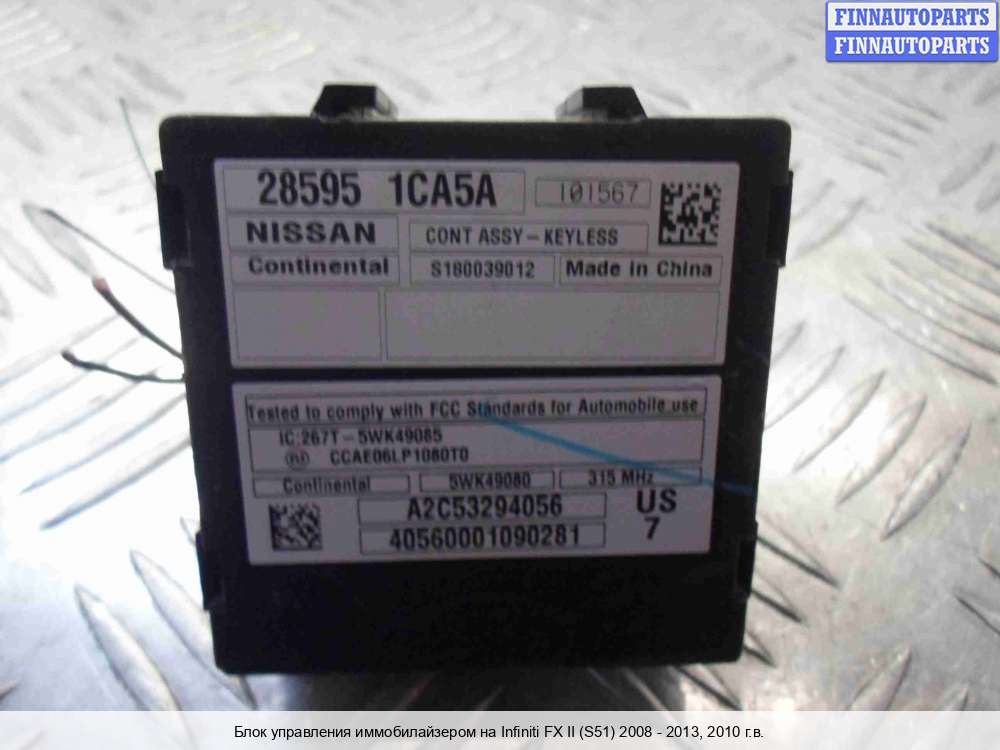 FINNAUTOPARTS
FINNAUTOPARTS
28595 1CA5A 101567
NISSAN CONT ASSY-KEYLESS
Continental S180039012 Made in China
Tested to comply with FCC Standards for Automobile use
IC:267T-5WK49085
CCAE06LP1080T0
Continental 5WK49080 315 MHz
A2C53294056 US
40560001090281 7
Блок управления иммобилайзером на Infiniti FX II (S51) 2008 - 2013, 2010 г.в.